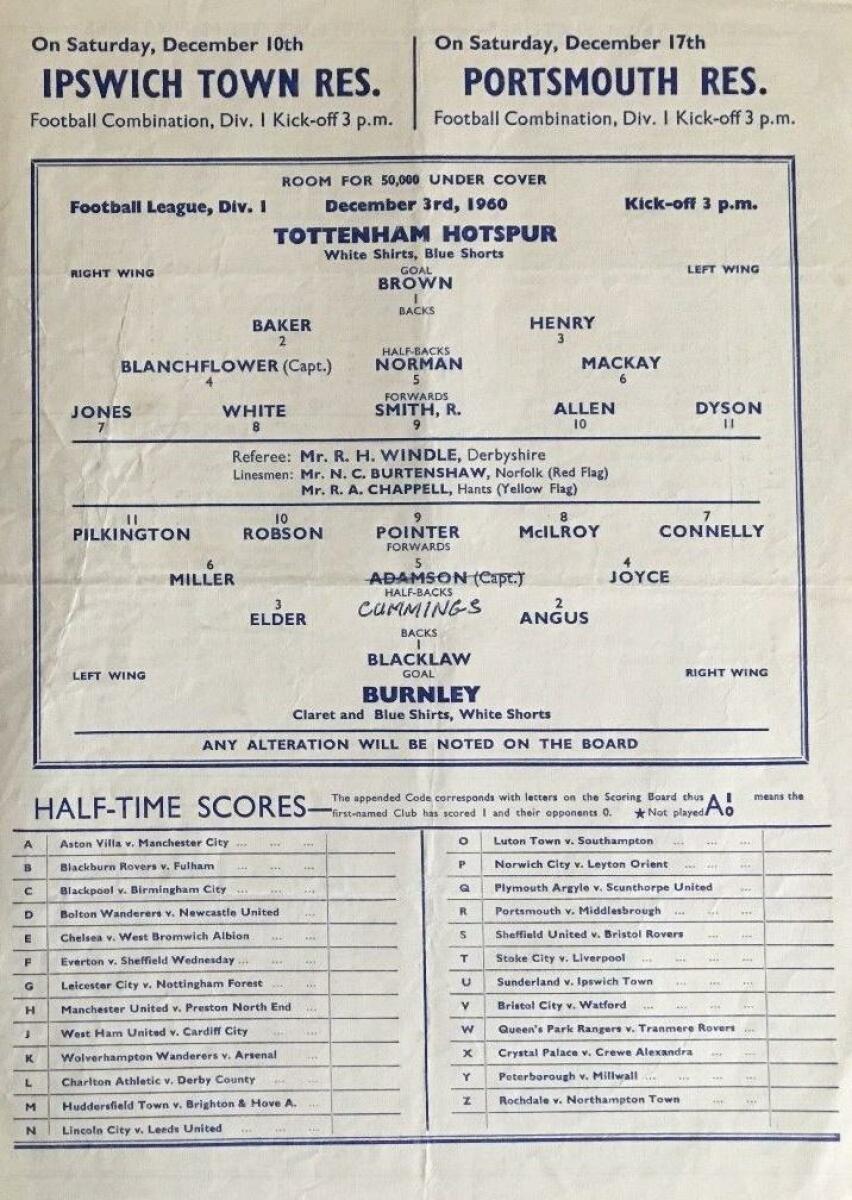 On Saturday, December 10th
IPSWICH TOWN RES.
Football Combination, Div. 1 Kick-off 3 p.m.
On Saturday, December 17th
PORTSMOUTH RES.
Football Combination, Div. 1 Kick-off 3 p.m.
ROOM FOR 50,000 UNDER COVER
Football League, Div. 1 December 3rd, 1960 Kick-off 3 p.m.
TOTTENHAM HOTSPUR
White Shirts, Blue Shorts
RIGHT WING GOAL LEFT WING
BROWN
1
BACKS
BAKER HENRY
2 3
HALF-BACKS
BLANCHFLOWER (Capt.) NORMAN MACKAY
4 5 6
FORWARDS
JONES WHITE SMITH, R. ALLEN DYSON
7 8 9 10 11
Referee: Mr. R. H. WINDLE, Derbyshire
Linesmen: Mr. N. C. BURTENSHAW, Norfolk (Red Flag)
Mr. R. A. CHAPPELL, Hants (Yellow Flag)
11 10 9 8 7
PILKINGTON ROBSON POINTER McILROY CONNELLY
FORWARDS
6 5 4
MILLER ADAMSON (Capt.) JOYCE
HALF-BACKS
3 CUMMINGS 2
ELDER ANGUS
BACKS
1
BLACKLAW
LEFT WING GOAL RIGHT WING
BURNLEY
Claret and Blue Shirts, White Shorts
ANY ALTERATION WILL BE NOTED ON THE BOARD
HALF-TIME SCORES—
The appended Code corresponds with letters on the Scoring Board thus A 1 0 means the
first-named Club has scored 1 and their opponents 0. ★Not played
A Aston Villa v. Manchester City ... ... ...
B Blackburn Rovers v. Fulham ... ...
C Blackpool v. Birmingham City ... ... ...
D Bolton Wanderers v. Newcastle United ...
E Chelsea v. West Bromwich Albion ... ...
F Everton v. Sheffield Wednesday ... ... ...
G Leicester City v. Nottingham Forest ... ...
H Manchester United v. Preston North End ...
J West Ham United v. Cardiff City ... ...
K Wolverhampton Wanderers v. Arsenal ...
L Charlton Athletic v. Derby County ... ...
M Huddersfield Town v. Brighton & Hove A. ...
N Lincoln City v. Leeds United ... ... ...
O Luton Town v. Southampton ... ... ...
P Norwich City v. Leyton Orient ... ... ...
Q Plymouth Argyle v. Scunthorpe United ...
R Portsmouth v. Middlesbrough ... ... ...
S Sheffield United v. Bristol Rovers ... ...
T Stoke City v. Liverpool ... ... ... ...
U Sunderland v. Ipswich Town ... ... ...
V Bristol City v. Watford ... ... ... ...
W Queen's Park Rangers v. Tranmere Rovers ...
X Crystal Palace v. Crewe Alexandra ... ...
Y Peterborough v. Millwall ... ... ... ...
Z Rochdale v. Northampton Town ... ...